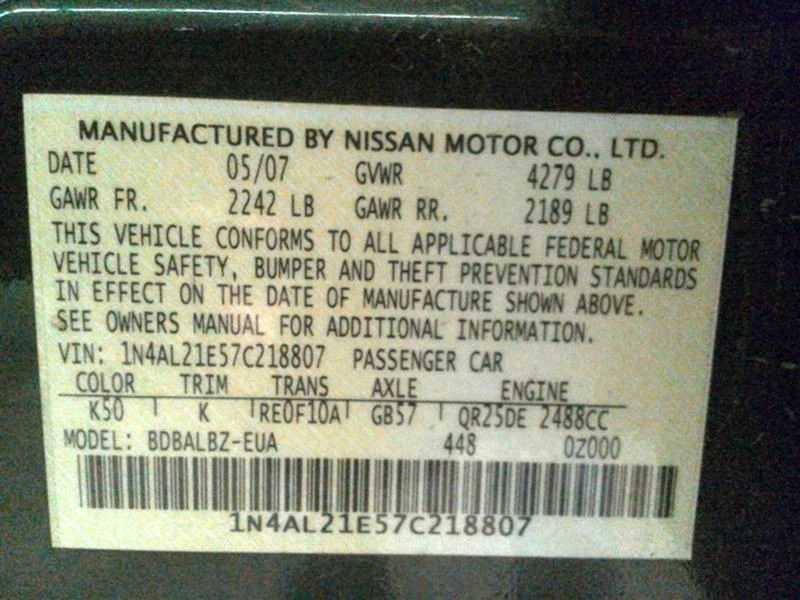 MANUFACTURED BY NISSAN MOTOR CO., LTD.
DATE 05/07 GVWR 4279 LB
GAWR FR. 2242 LB GAWR RR. 2189 LB
THIS VEHICLE CONFORMS TO ALL APPLICABLE FEDERAL MOTOR
VEHICLE SAFETY, BUMPER AND THEFT PREVENTION STANDARDS
IN EFFECT ON THE DATE OF MANUFACTURE SHOWN ABOVE.
SEE OWNERS MANUAL FOR ADDITIONAL INFORMATION.
VIN: 1N4AL21E57C218807 PASSENGER CAR
COLOR TRIM TRANS AXLE ENGINE
K50 K RE0F10A GB57 QR25DE 2488CC
MODEL: BDBALBZ-EUA 448 0Z000
1N4AL21E57C218807